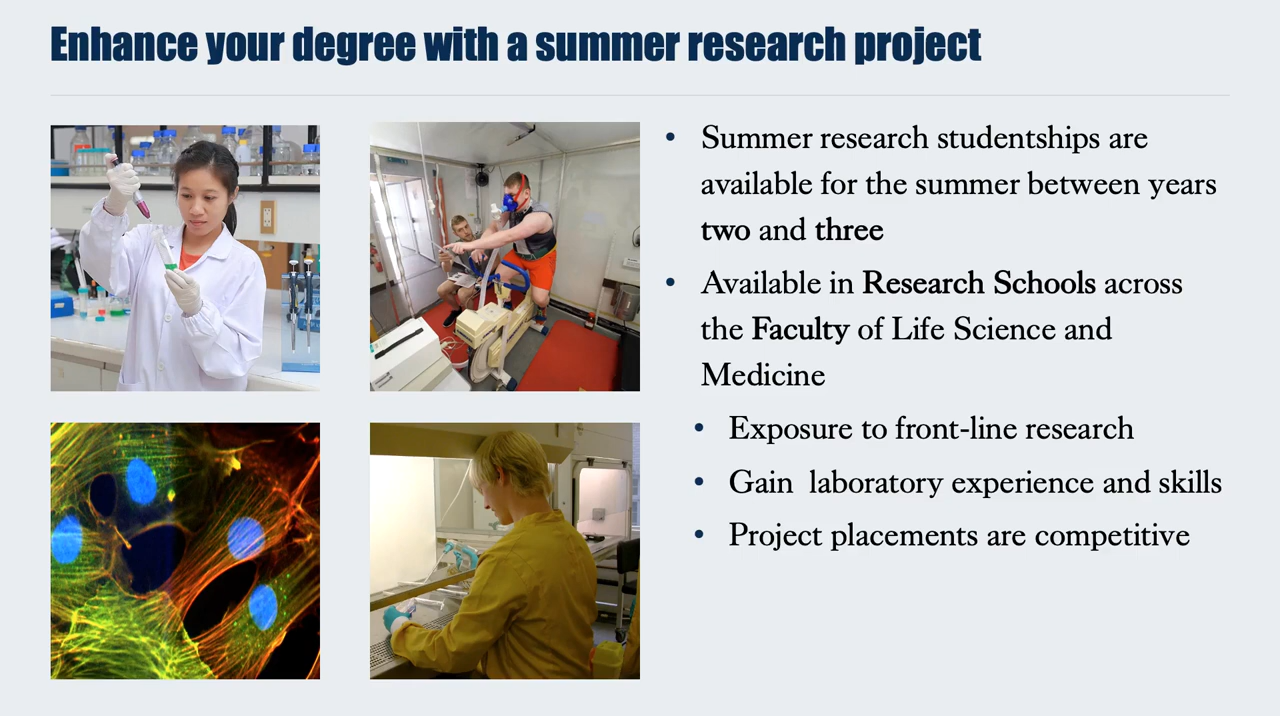 Enhance your degree with a summer research project
• Summer research studentships are
available for the summer between years
two and three
• Available in Research Schools across
the Faculty of Life Science and
Medicine
• Exposure to front-line research
• Gain  laboratory experience and skills
• Project placements are competitive